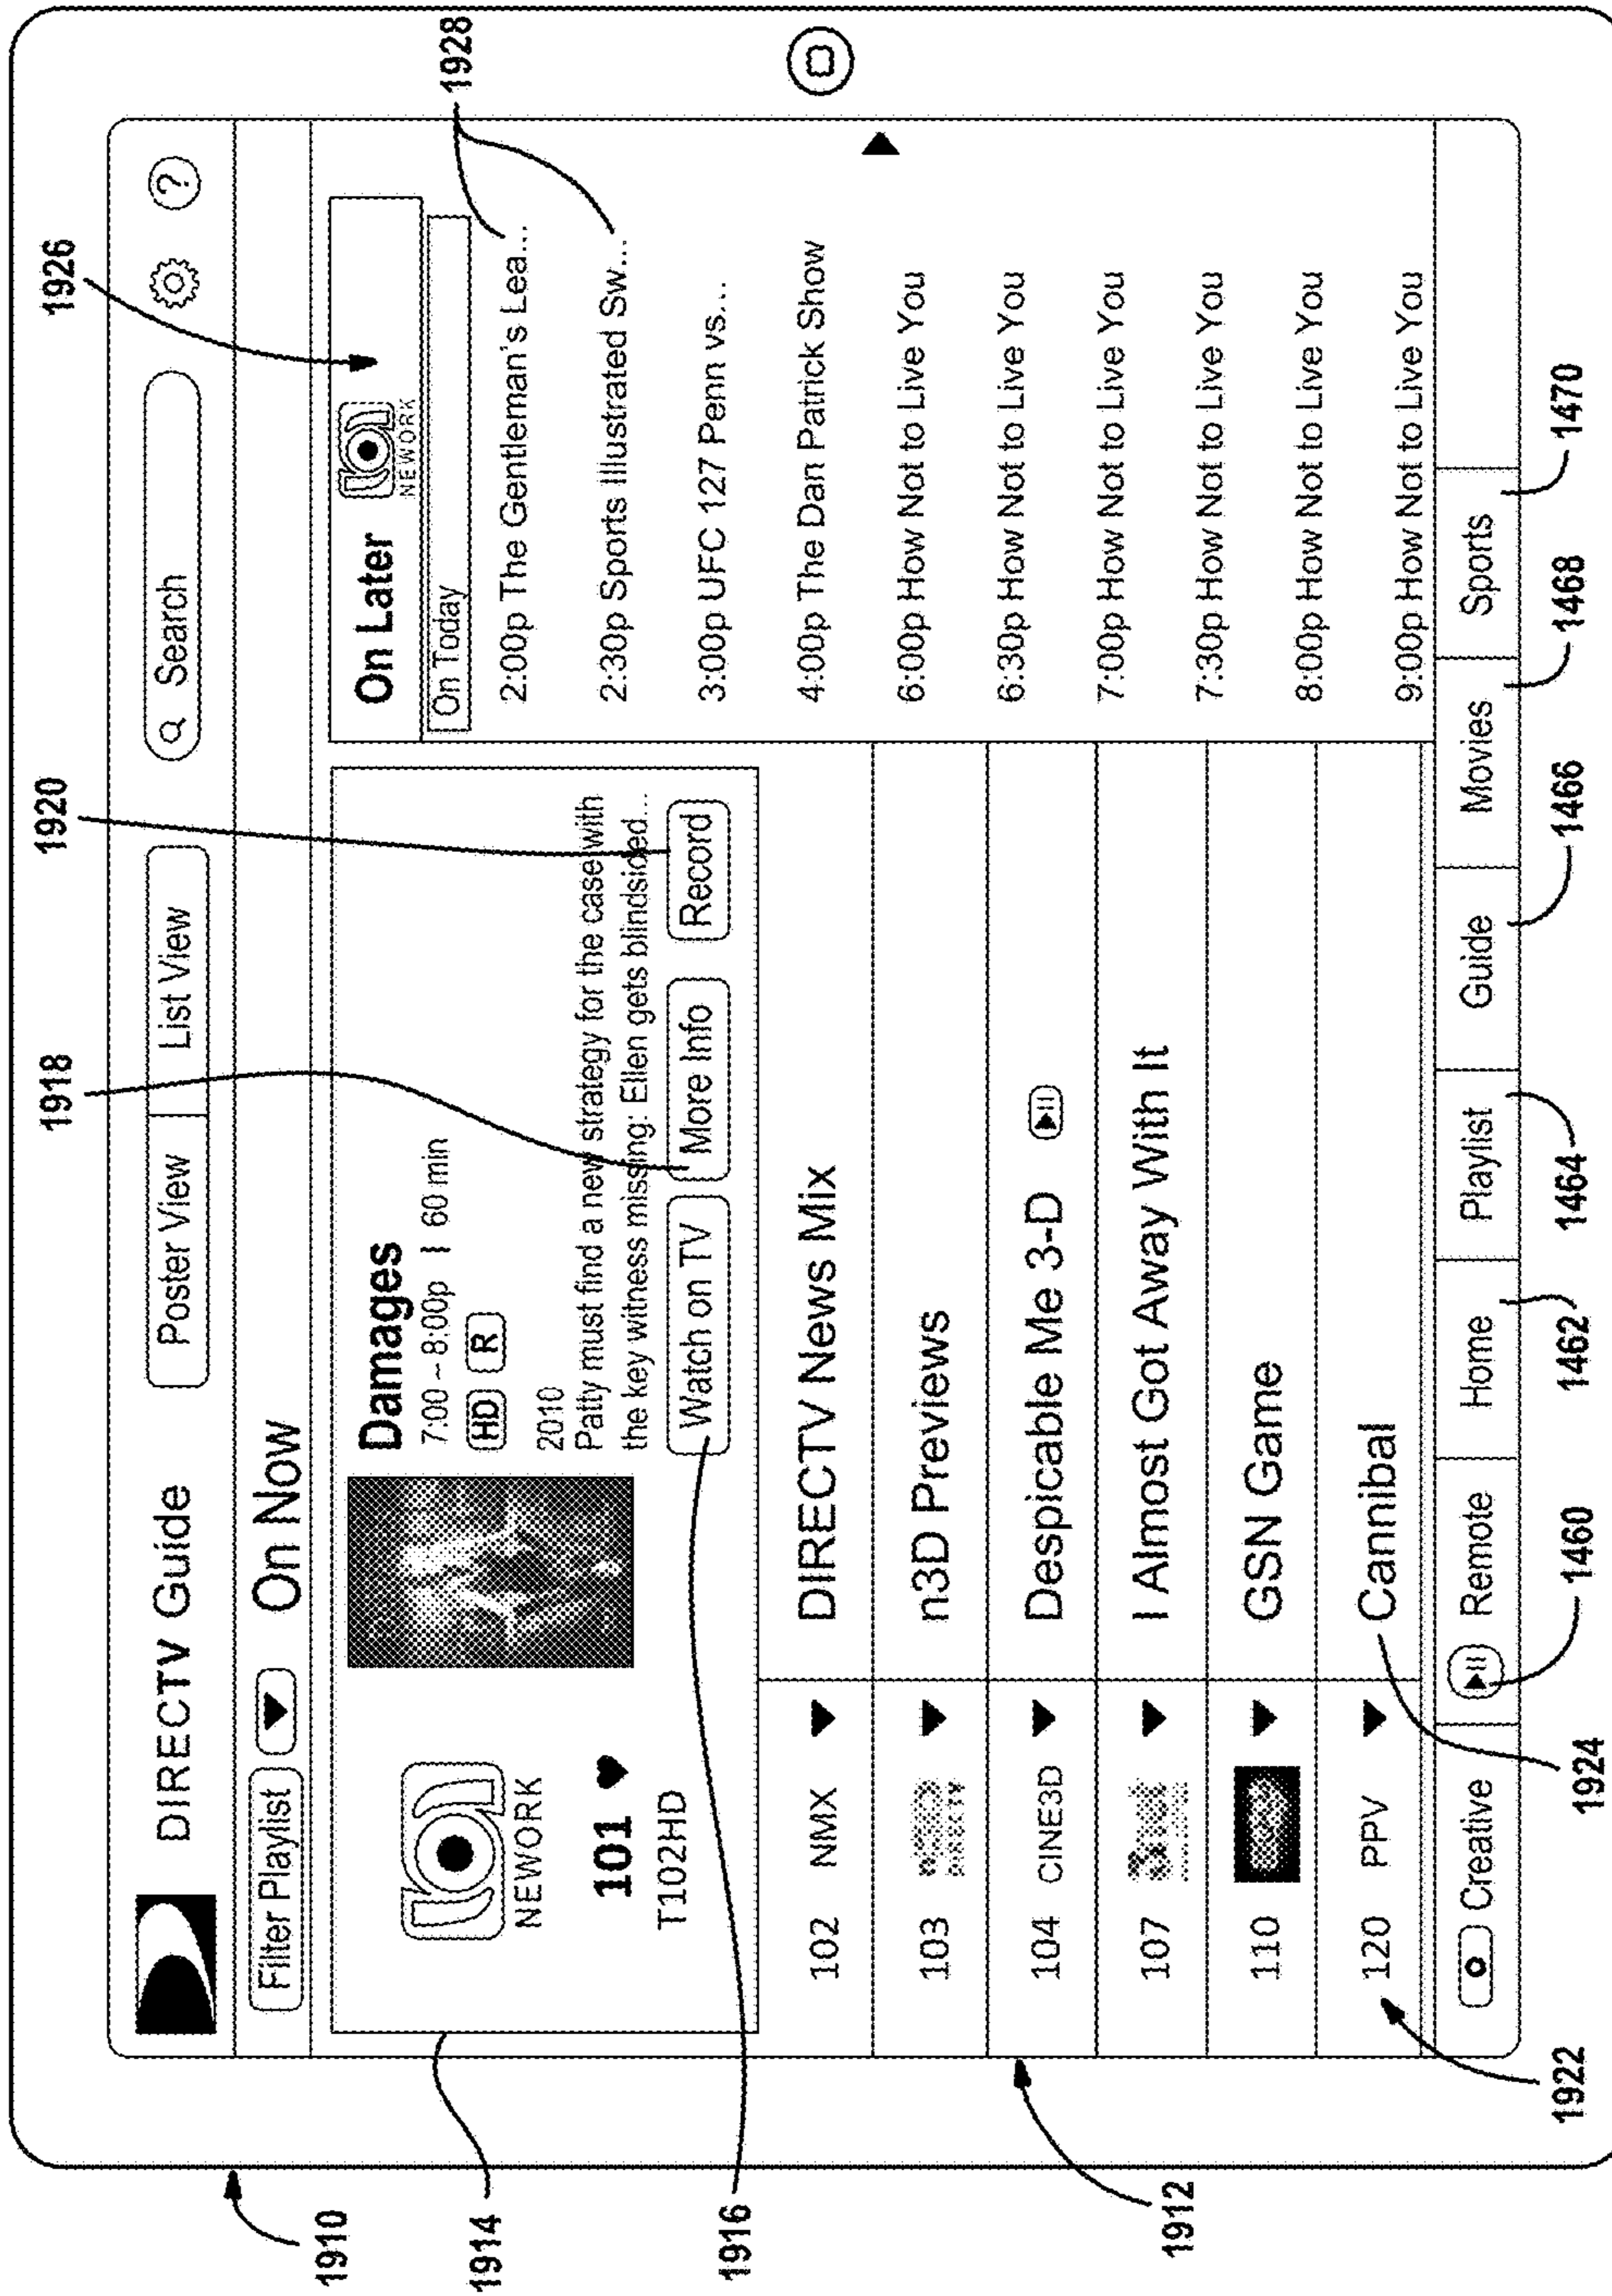 1918
1920
1926
DIRECTV Guide
Poster View
List View
Search
?
1928
Filter Playlist
On Now
1910
1914
1916
1912
NEWORK
101
T102HD
Damages
7:00 – 8:00p | 60 min
HD R
2010
Patty must find a new strategy for the case with
the key witness missing: Ellen gets blindsided...
Watch on TV
More Info
Record
102 NMX DIRECTV News Mix
103 n3D Previews
104 CINE3D Despicable Me 3-D
107 I Almost Got Away With It
110 GSN Game
120 PPV Cannibal
On Later
NEWORK
On Today
2:00p The Gentleman's Lea...
2:30p Sports Illustrated Sw...
3:00p UFC 127 Penn vs...
4:00p The Dan Patrick Show
6:00p How Not to Live You
6:30p How Not to Live You
7:00p How Not to Live You
7:30p How Not to Live You
8:00p How Not to Live You
9:00p How Not to Live You
Creative
Remote
Home
Playlist
Guide
Movies
Sports
1922
1924
1460
1462
1464
1466
1468
1470